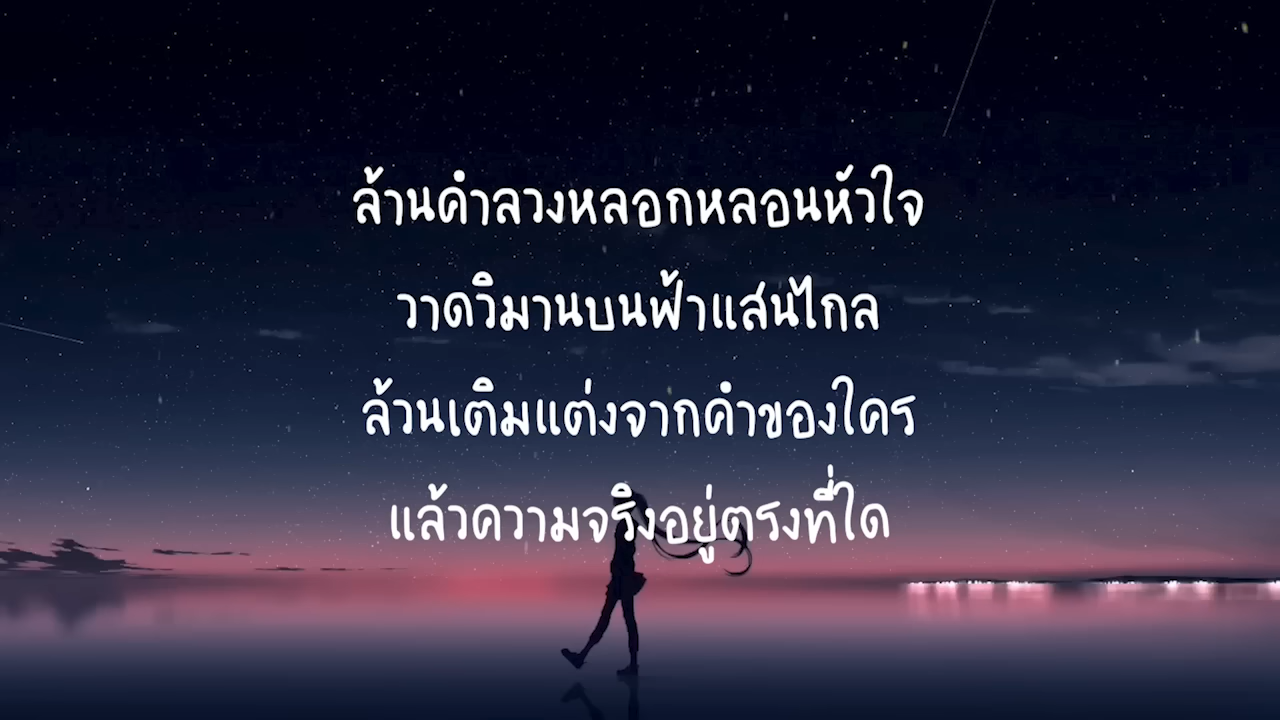 ล้านคำลวงหลอกหลอนหัวใจ
วาดวิมานบนฟ้าแสนไกล
ล้วนเติมแต่งจากคำของใคร
แล้วความจริงอยู่ตรงที่ใด